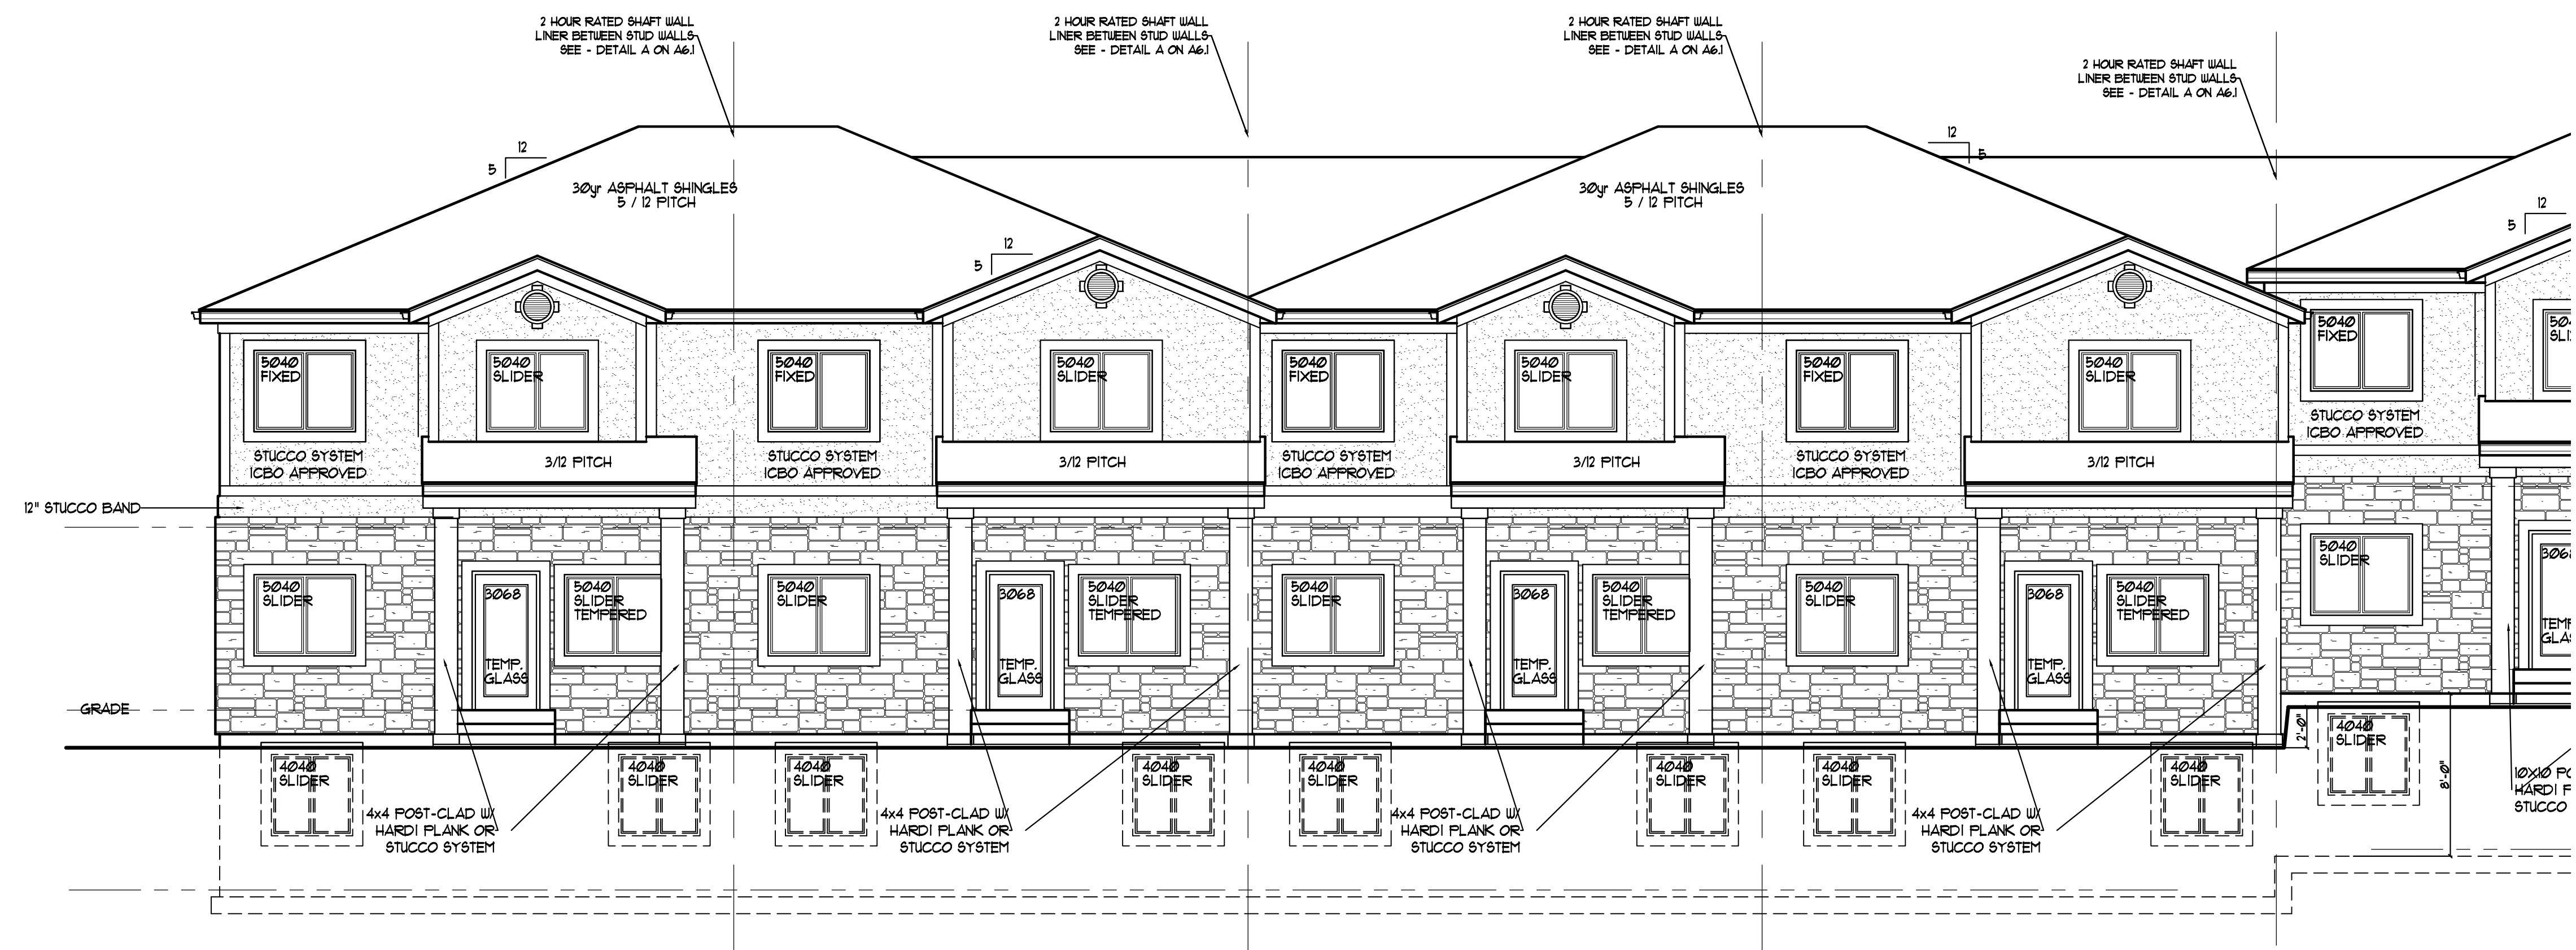 2 HOUR RATED SHAFT WALL
LINER BETWEEN STUD WALLS
SEE - DETAIL A ON A6.1
2 HOUR RATED SHAFT WALL
LINER BETWEEN STUD WALLS
SEE - DETAIL A ON A6.1
2 HOUR RATED SHAFT WALL
LINER BETWEEN STUD WALLS
SEE - DETAIL A ON A6.1
2 HOUR RATED SHAFT WALL
LINER BETWEEN STUD WALLS
SEE - DETAIL A ON A6.1
12
5
12
5
30yr ASPHALT SHINGLES
5 / 12 PITCH
30yr ASPHALT SHINGLES
5 / 12 PITCH
12
5
12
5
5040
FIXED
5040
SLIDER
5040
FIXED
5040
SLIDER
5040
FIXED
5040
SLIDER
5040
FIXED
5040
SLIDER
5040
FIXED
STUCCO SYSTEM
ICBO APPROVED
3/12 PITCH
STUCCO SYSTEM
ICBO APPROVED
3/12 PITCH
STUCCO SYSTEM
ICBO APPROVED
3/12 PITCH
STUCCO SYSTEM
ICBO APPROVED
3/12 PITCH
STUCCO SYSTEM
ICBO APPROVED
12" STUCCO BAND
5040
SLIDER
3068
TEMP.
GLASS
5040
SLIDER
TEMPERED
5040
SLIDER
3068
TEMP.
GLASS
5040
SLIDER
TEMPERED
5040
SLIDER
3068
TEMP.
GLASS
5040
SLIDER
TEMPERED
5040
SLIDER
3068
TEMP.
GLASS
5040
SLIDER
TEMPERED
5040
SLIDER
GRADE
2'-0"
8'-0"
4040
SLIDER
4040
SLIDER
4040
SLIDER
4040
SLIDER
4040
SLIDER
4040
SLIDER
4040
SLIDER
4040
SLIDER
4040
SLIDER
4x4 POST-CLAD W/
HARDI PLANK OR
STUCCO SYSTEM
4x4 POST-CLAD W/
HARDI PLANK OR
STUCCO SYSTEM
4x4 POST-CLAD W/
HARDI PLANK OR
STUCCO SYSTEM
4x4 POST-CLAD W/
HARDI PLANK OR
STUCCO SYSTEM
10X10
HARDI
STUCCO